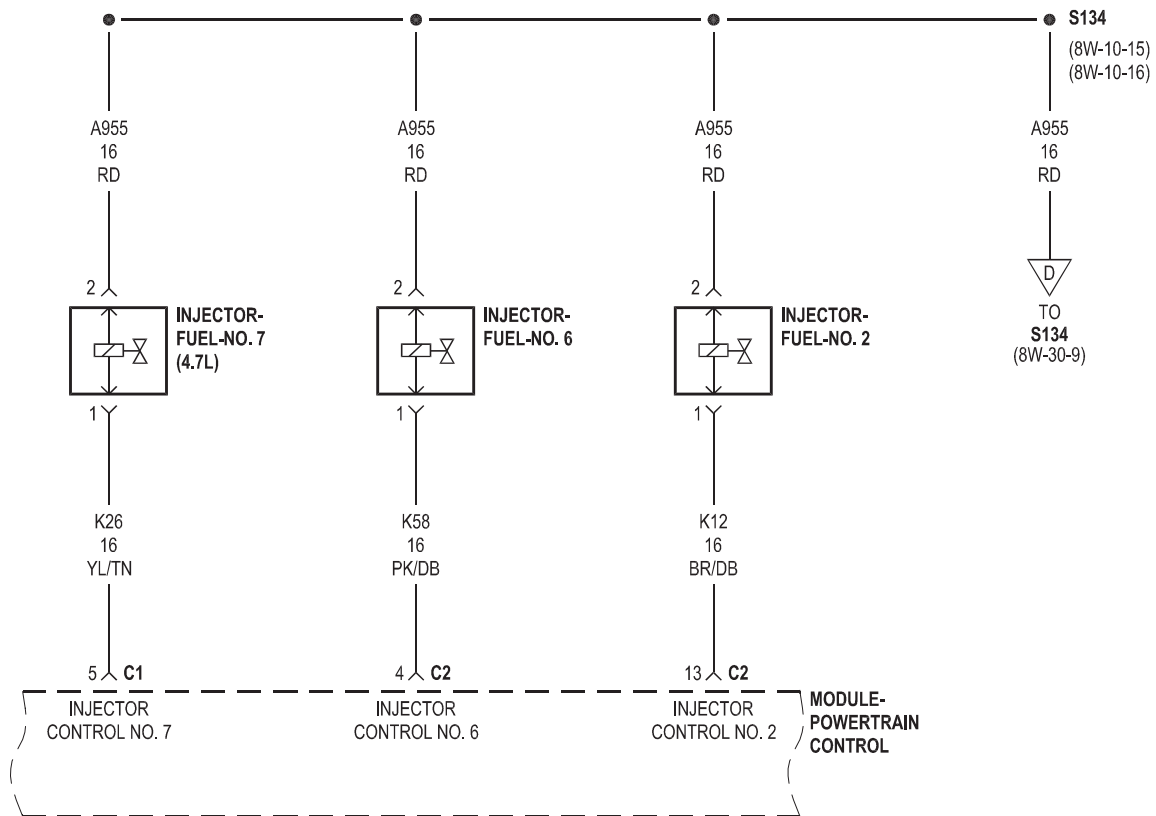 S134
(8W-10-15)
(8W-10-16)
A955
16
RD
A955
16
RD
A955
16
RD
A955
16
RD
D
TO
S134
(8W-30-9)
2
INJECTOR-
FUEL-NO. 7
(4.7L)
1
2
INJECTOR-
FUEL-NO. 6
1
2
INJECTOR-
FUEL-NO. 2
1
K26
16
YL/TN
K58
16
PK/DB
K12
16
BR/DB
5 C1
4 C2
13 C2
INJECTOR
CONTROL NO. 7
INJECTOR
CONTROL NO. 6
INJECTOR
CONTROL NO. 2
MODULE-
POWERTRAIN
CONTROL